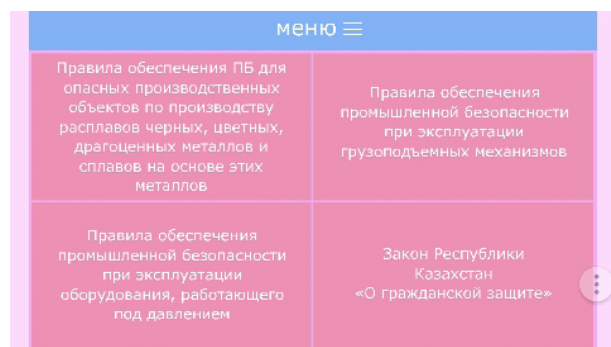 меню
Правила обеспечения ПБ для
опасных производственных
объектов по производству
расплавов черных, цветных,
драгоценных металлов и
сплавов на основе этих
металлов
Правила обеспечения
промышленной безопасности
при эксплуатации
грузоподъемных механизмов
Правила обеспечения
промышленной безопасности
при эксплуатации
оборудования, работающего
под давлением
Закон Республики
Казахстан
«О гражданской защите»